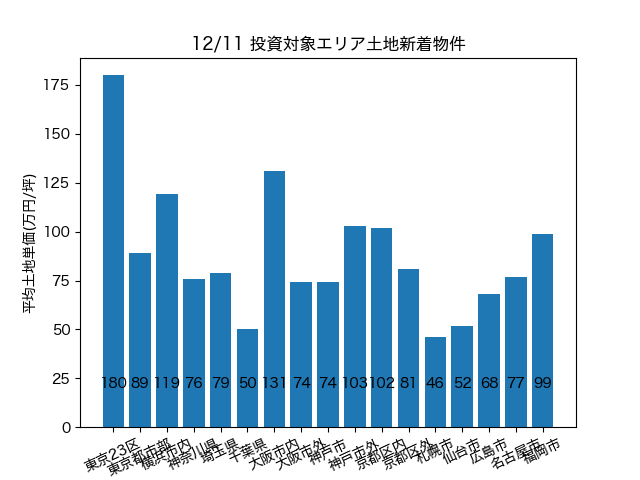 12/11 投資対象エリア土地新着物件
平均土地単価(万円/坪)
175
150
125
100
75
50
25
0
180 89 119 76 79 50 131 74 74 103 102 81 46 52 68 77 99
東京23区 東京都市部 横浜市内 神奈川県 埼玉県 千葉県 大阪市内 大阪市外 神戸市 神戸市外 京都区内 京都区外 札幌市 仙台市 広島市 名古屋市 福岡市